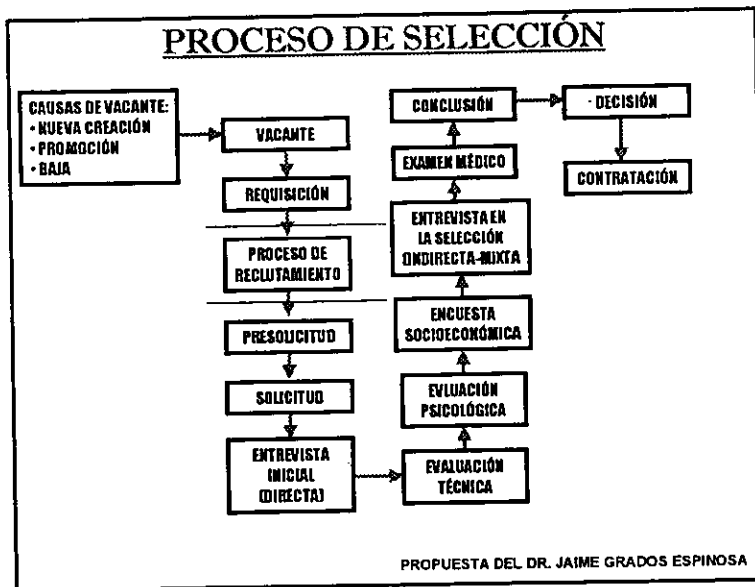 PROCESO DE SELECCIÓN
CAUSAS DE VACANTE:
• NUEVA CREACIÓN
• PROMOCIÓN
• BAJA
VACANTE
REQUISICIÓN
PROCESO DE
RECLUTAMIENTO
PRESOLICITUD
SOLICITUD
ENTREVISTA
INICIAL
(DIRECTA)
EVALUACIÓN
TÉCNICA
EVLUACIÓN
PSICOLÓGICA
ENCUESTA
SOCIOECONÓMICA
ENTREVISTA EN
LA SELECCIÓN
(INDIRECTA-MIXTA
EXAMEN MÉDICO
CONCLUSIÓN
- DECISIÓN
CONTRATACIÓN
PROPUESTA DEL DR. JAIME GRADOS ESPINOSA